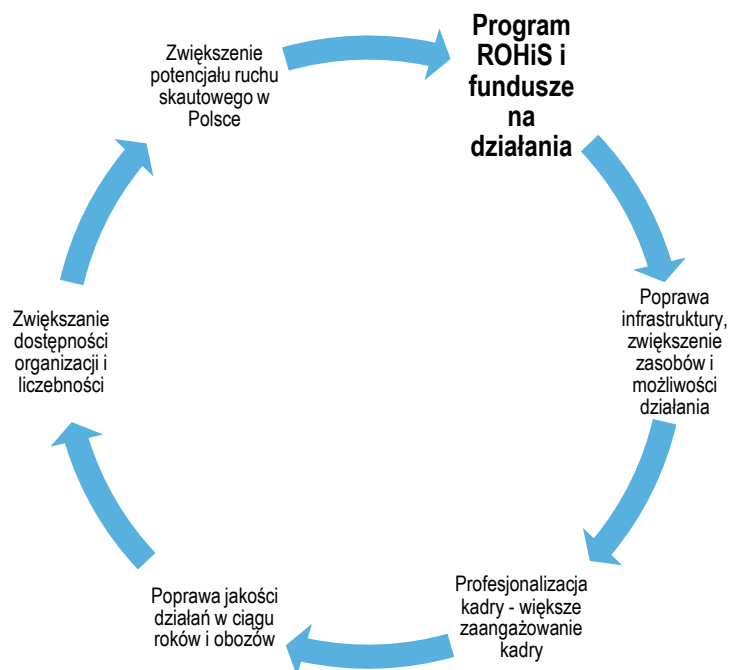 Program
ROHiS i
fundusze
na
działania
Poprawa
infrastruktury,
zwiększenie
zasobów i
możliwości
działania
Profesjonalizacja
kadry - większe
zaangażowanie
kadry
Poprawa jakości
działań w ciągu
roków i obozów
Zwiększanie
dostępności
organizacji i
liczebności
Zwiększenie
potencjału ruchu
skautowego w
Polsce